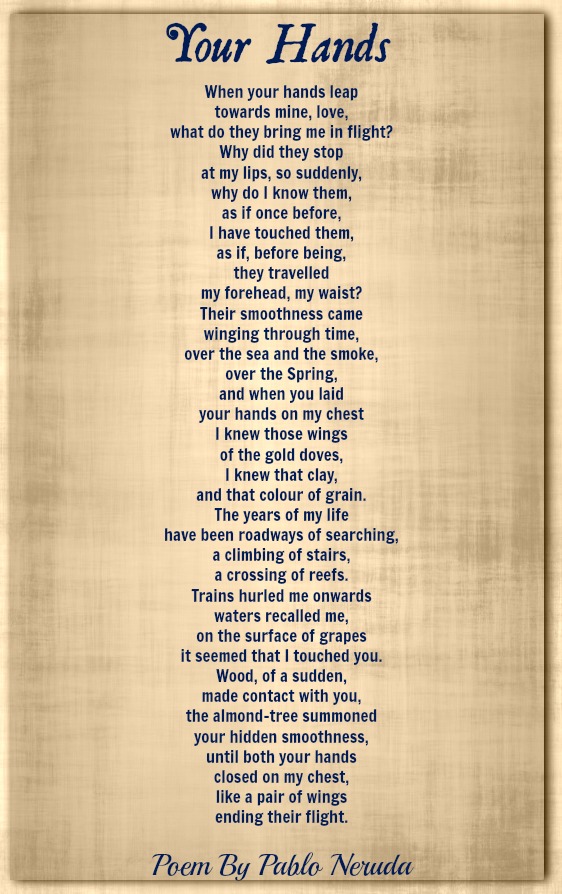 Your Hands
When your hands leap
towards mine, love,
what do they bring me in flight?
Why did they stop
at my lips, so suddenly,
why do I know them,
as if once before,
I have touched them,
as if, before being,
they travelled
my forehead, my waist?
Their smoothness came
winging through time,
over the sea and the smoke,
over the Spring,
and when you laid
your hands on my chest
I knew those wings
of the gold doves,
I knew that clay,
and that colour of grain.
The years of my life
have been roadways of searching,
a climbing of stairs,
a crossing of reefs.
Trains hurled me onwards
waters recalled me,
on the surface of grapes
it seemed that I touched you.
Wood, of a sudden,
made contact with you,
the almond-tree summoned
your hidden smoothness,
until both your hands
closed on my chest,
like a pair of wings
ending their flight.
Poem By Pablo Neruda